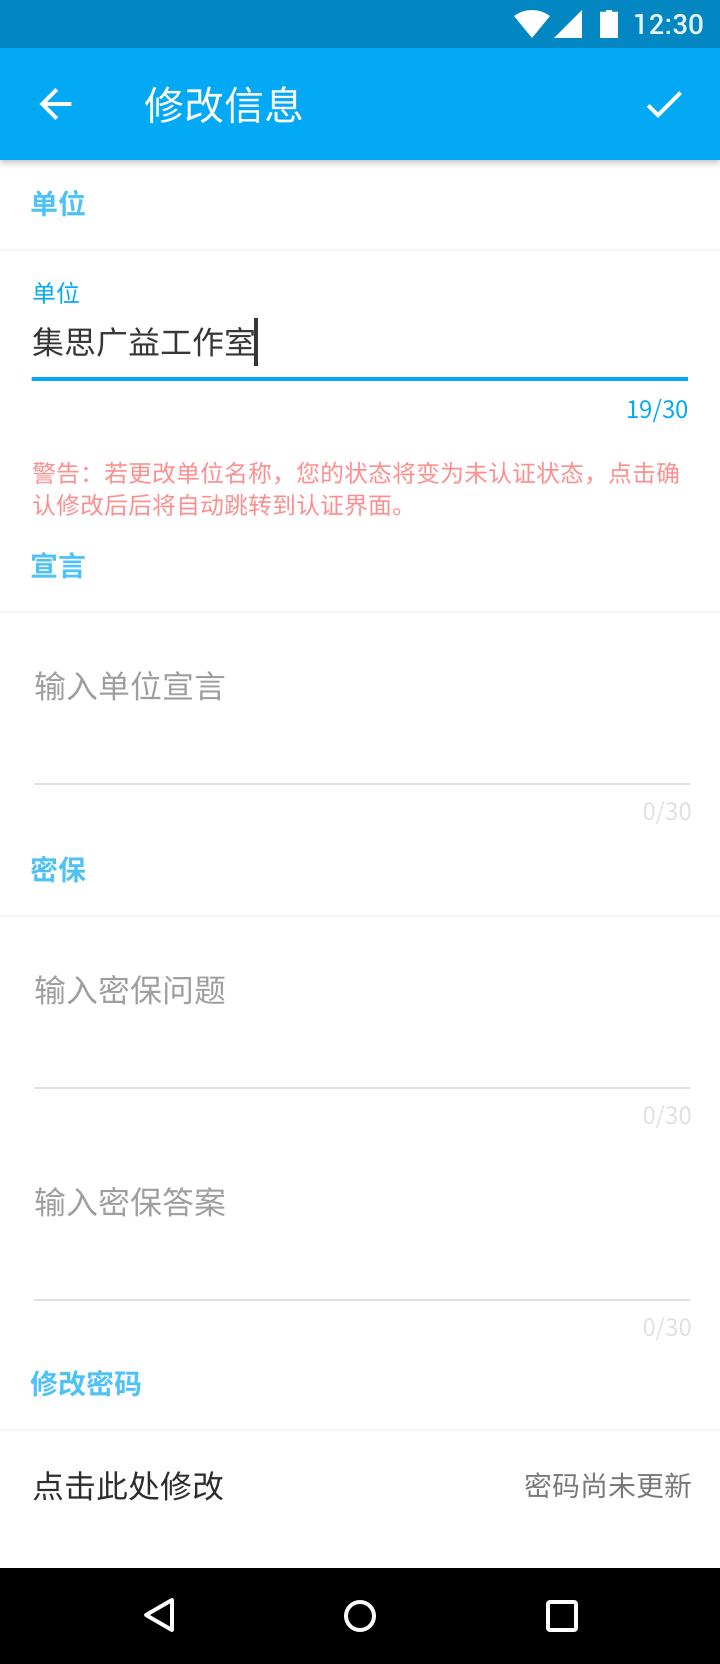 12:30
修改信息
单位
单位
集思广益工作室
19/30
警告：若更改单位名称，您的状态将变为未认证状态，点击确
认修改后后将自动跳转到认证界面。
宣言
输入单位宣言
0/30
密保
输入密保问题
0/30
输入密保答案
0/30
修改密码
点击此处修改 密码尚未更新